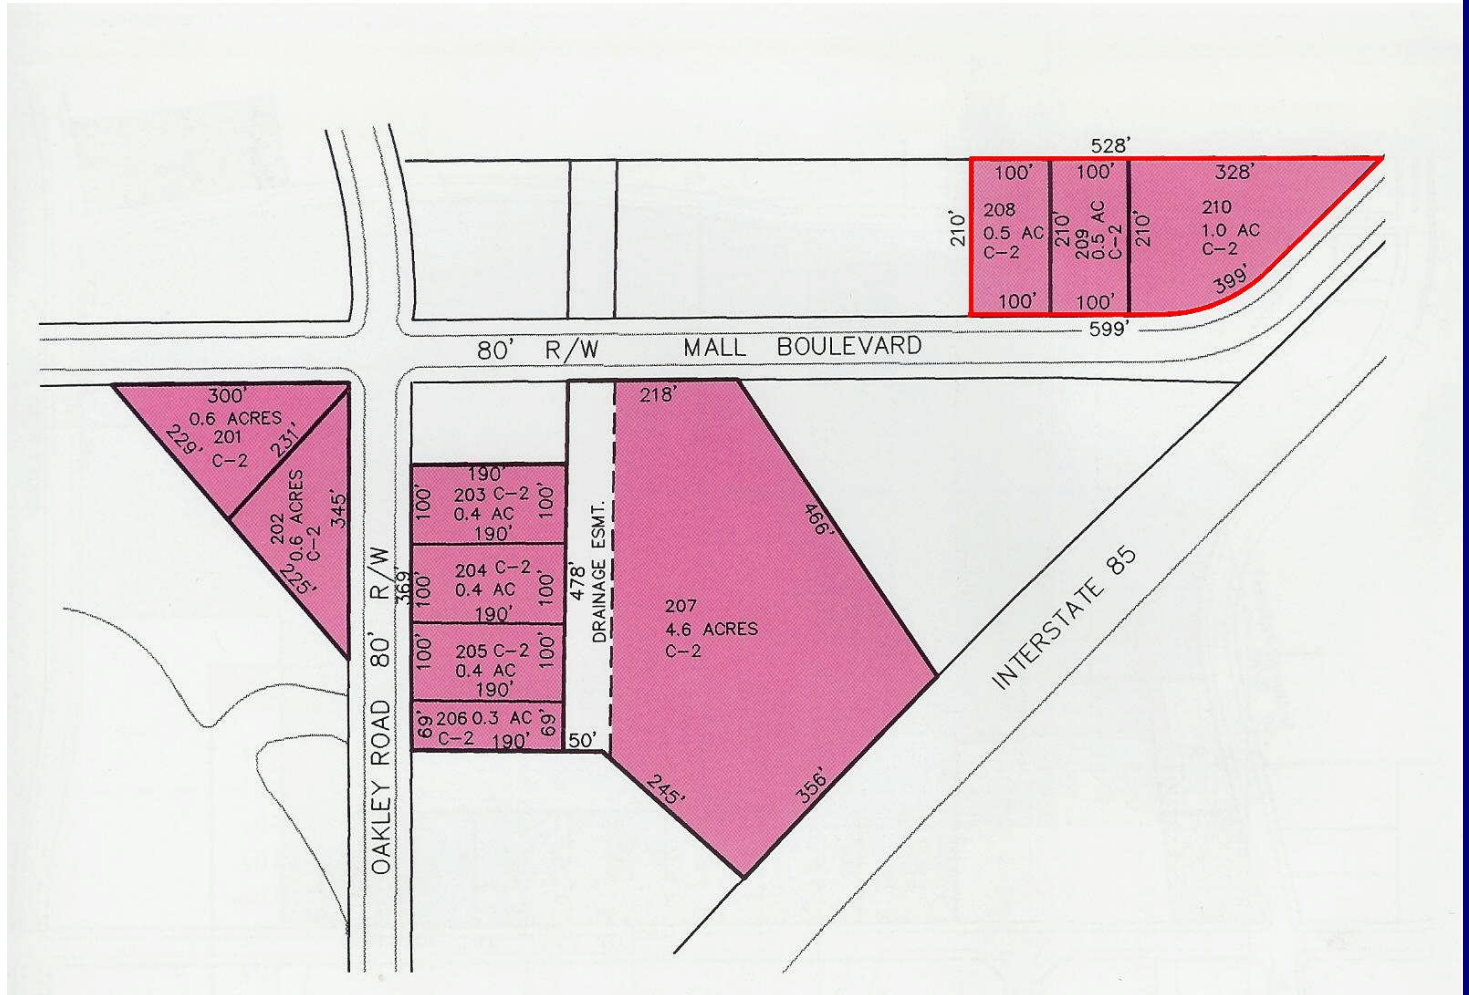 528'
100'
100'
328'
210'
208
0.5 AC
C-2
210'
209
0.5 AC
C-2
210'
210
1.0 AC
C-2
399'
100'
100'
599'
80' R/W MALL BOULEVARD
300'
0.6 ACRES
201
C-2
229'
231'
202
0.6 ACRES
C-2
345'
225'
190'
203 C-2
0.4 AC
190'
100'
100'
204 C-2
0.4 AC
190'
100'
100'
369'
205 C-2
0.4 AC
190'
100'
100'
206 0.3 AC
C-2 190'
69'
69'
50'
478'
DRAINAGE ESMT.
218'
466'
207
4.6 ACRES
C-2
245'
356'
INTERSTATE 85
OAKLEY ROAD 80' R/W